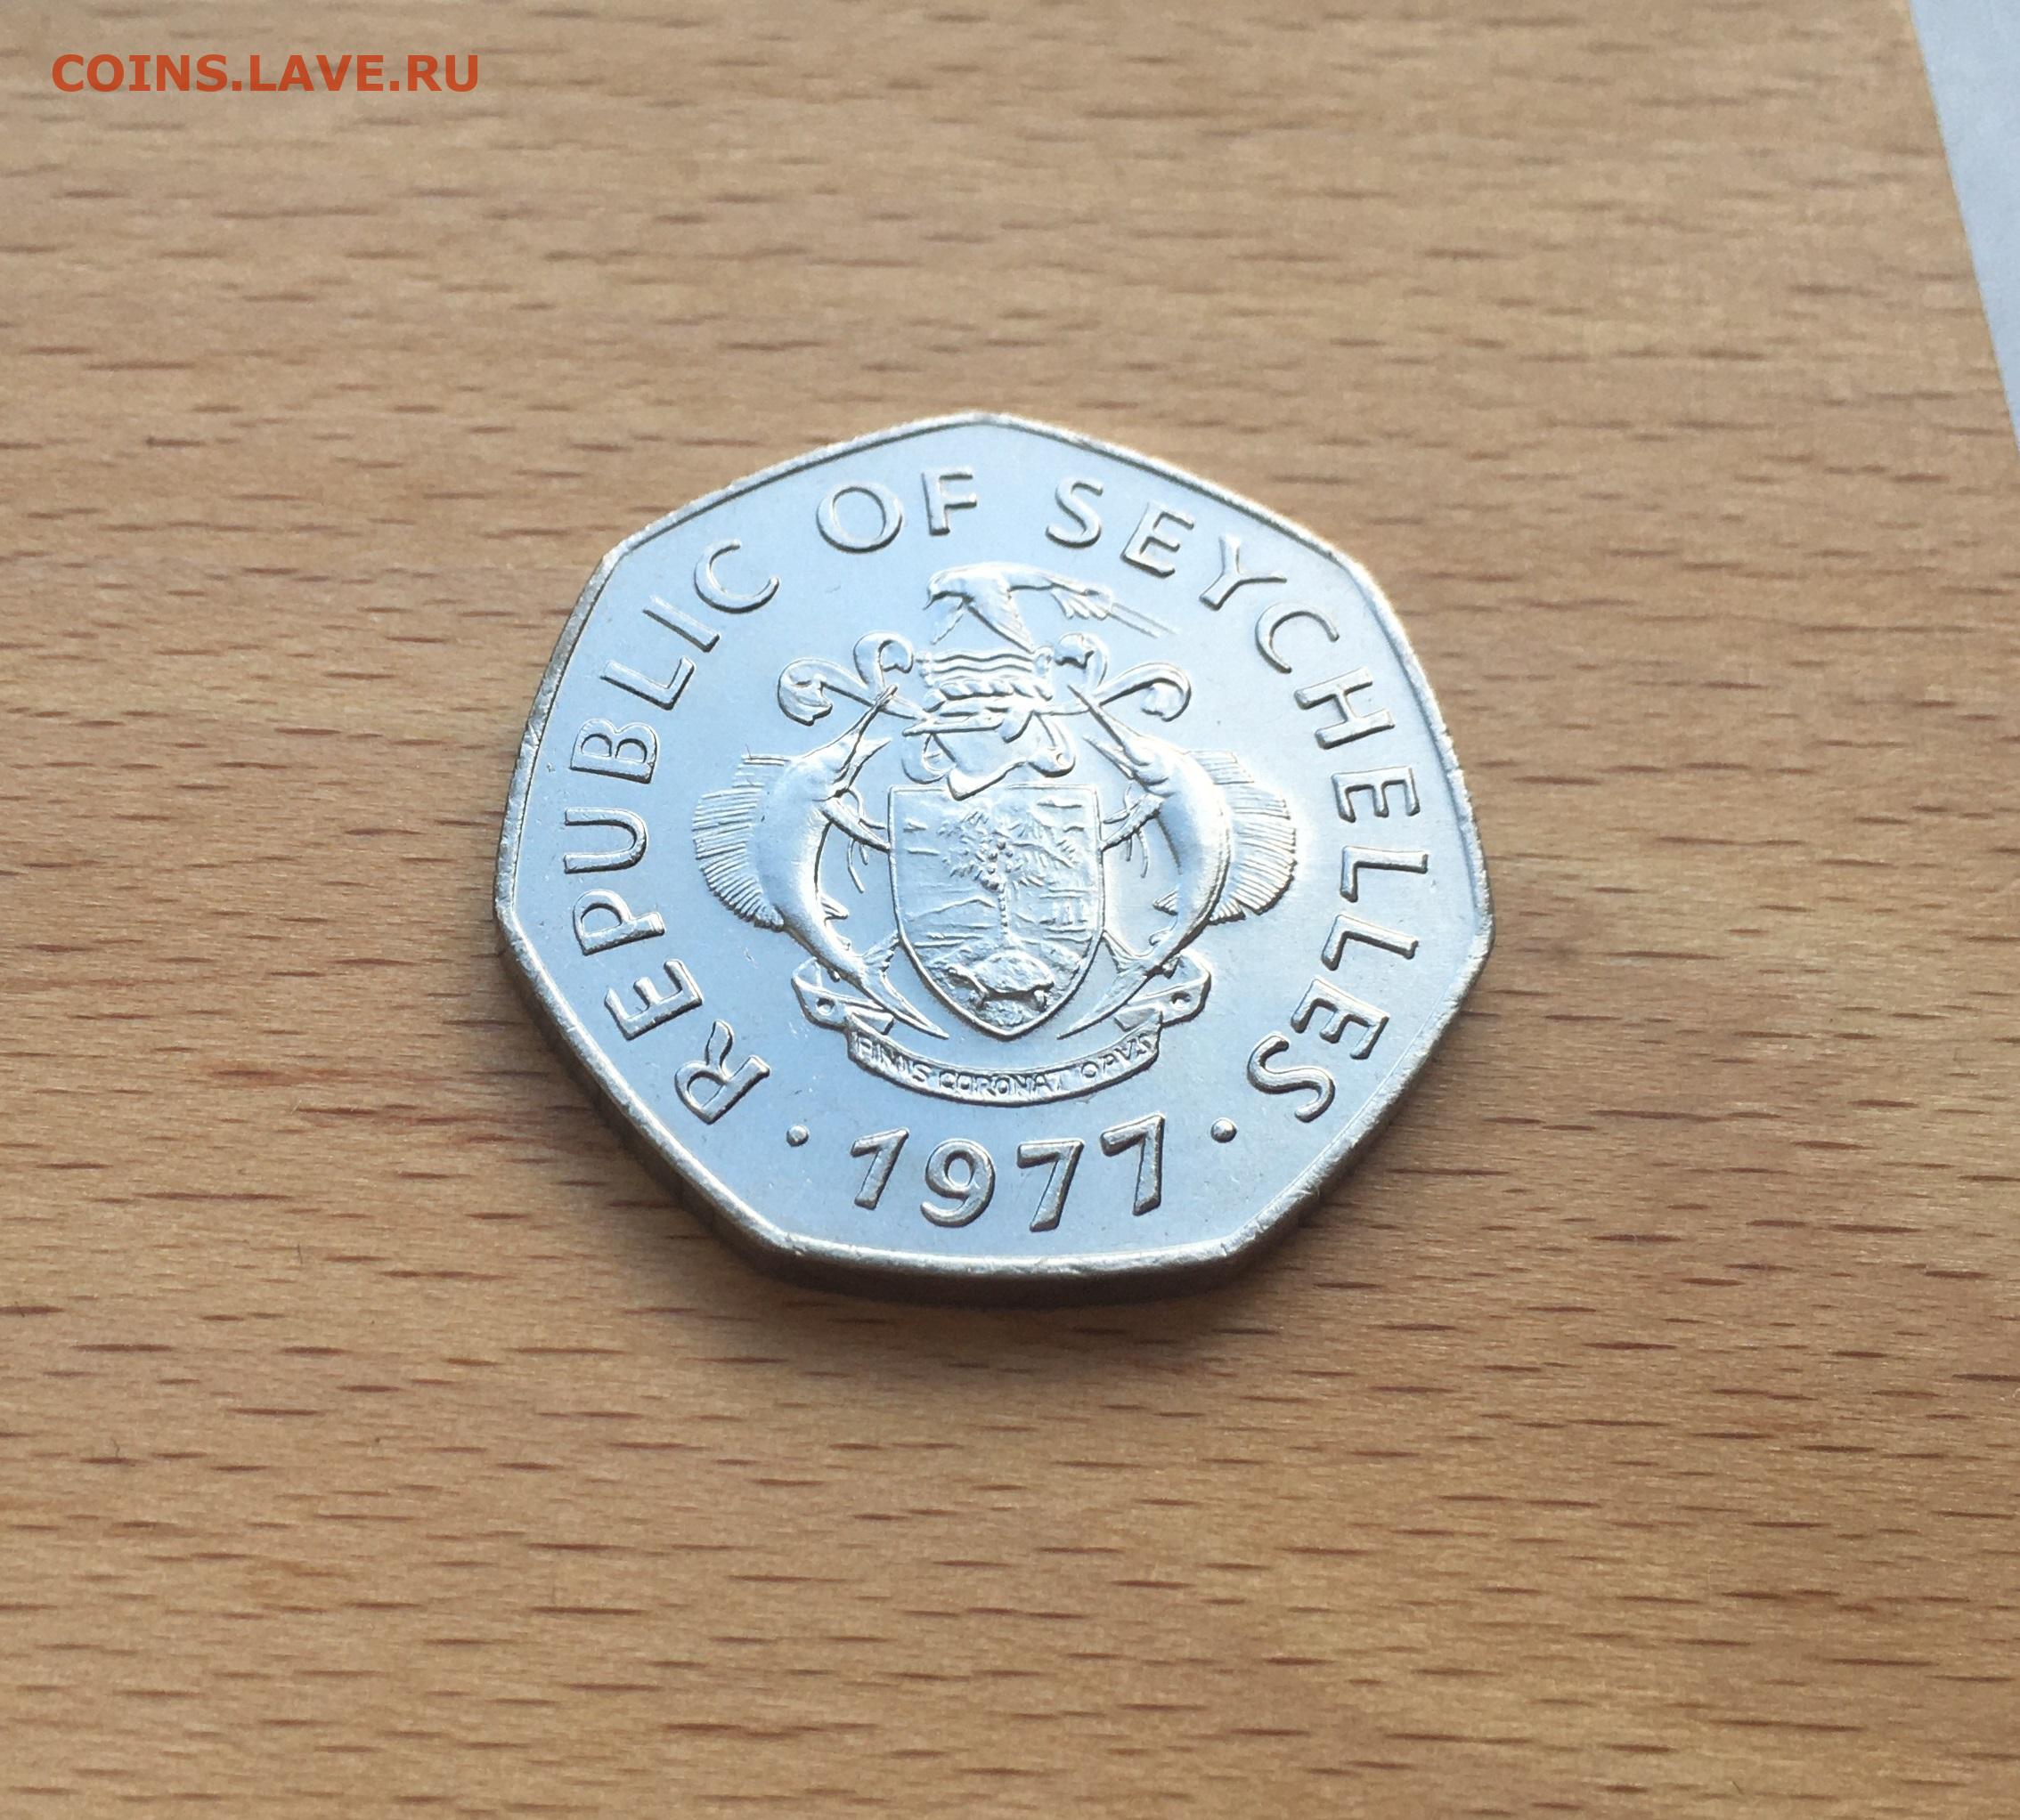 COINS.LAVE.RU
REPUBLIC OF SEYCHELLES
FINIS CORONAT OPVS
• 1977 •